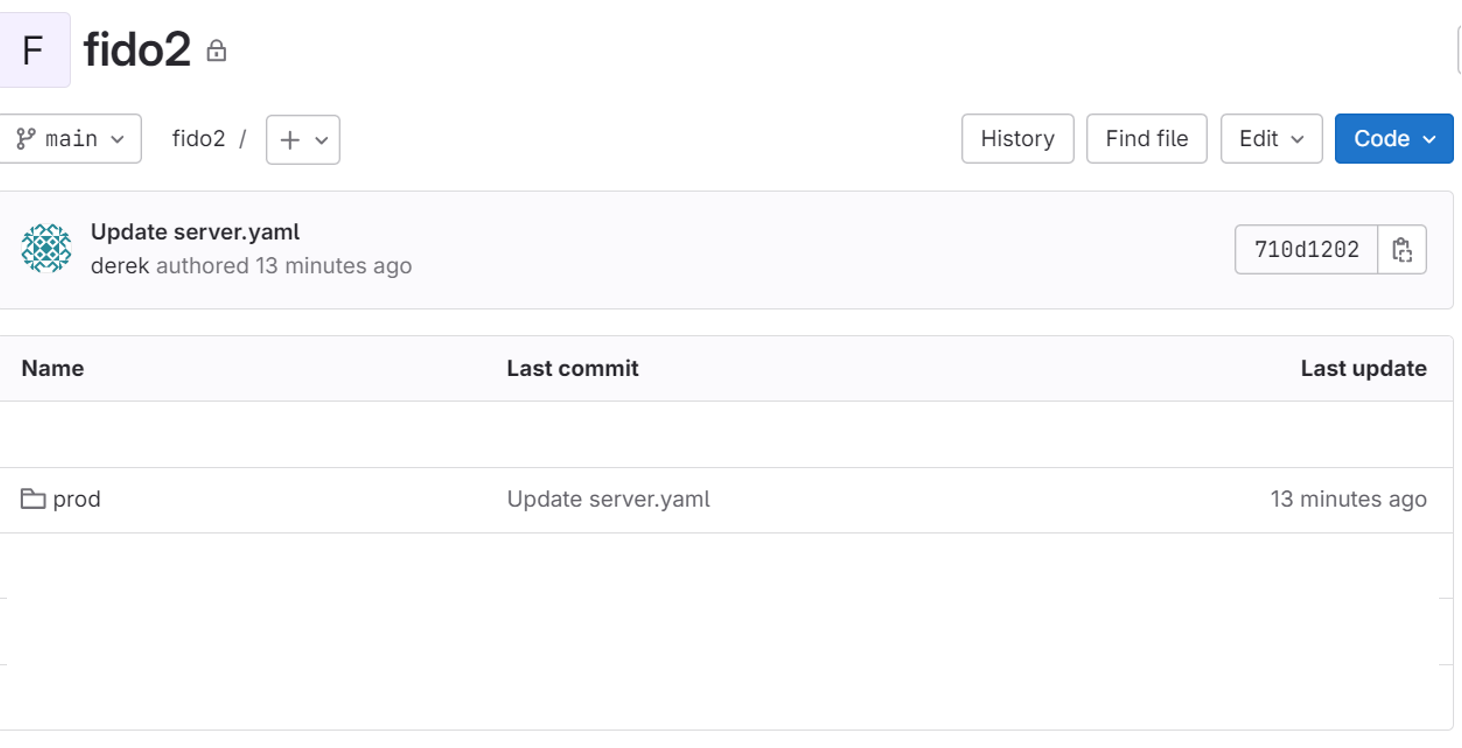 F fido2
main fido2 / History Find file Edit Code
Update server.yaml
derek authored 13 minutes ago
710d1202
Name Last commit Last update
prod Update server.yaml 13 minutes ago